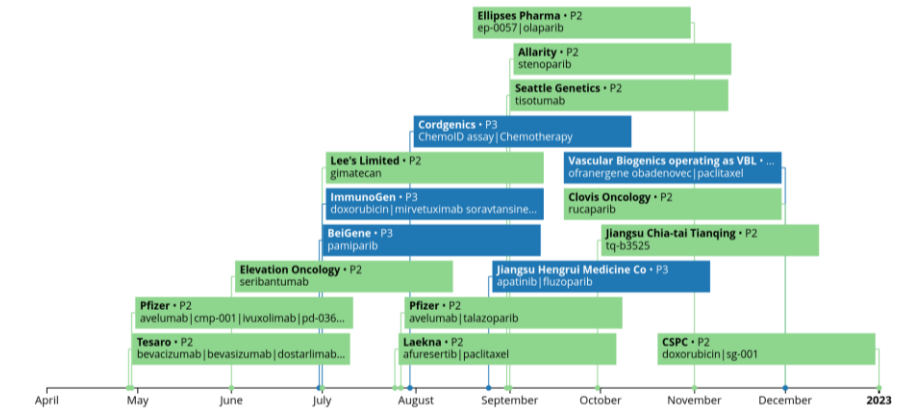 Ellipses Pharma • P2
ep-0057|olaparib
Allarity • P2
stenoparib
Seattle Genetics • P2
tisotumab
Cordgenics • P3
ChemoID assay|Chemotherapy
Lee's Limited • P2
gimatecan
Vascular Biogenics operating as VBL • ...
ofranergene obadenovec|paclitaxel
ImmunoGen • P3
doxorubicin|mirvetuximab soravtansine...
Clovis Oncology • P2
rucaparib
BeiGene • P3
pamiparib
Jiangsu Chia-tai Tianqing • P2
tq-b3525
Elevation Oncology • P2
seribantumab
Jiangsu Hengrui Medicine Co • P3
apatinib|fluzoparib
Pfizer • P2
avelumab|cmp-001|ivuxolimab|pd-036...
Pfizer • P2
avelumab|talazoparib
Tesaro • P2
bevacizumab|bevasizumab|dostarlimab...
Laekna • P2
afuresertib|paclitaxel
CSPC • P2
doxorubicin|sg-001
April May June July August September October November December 2023